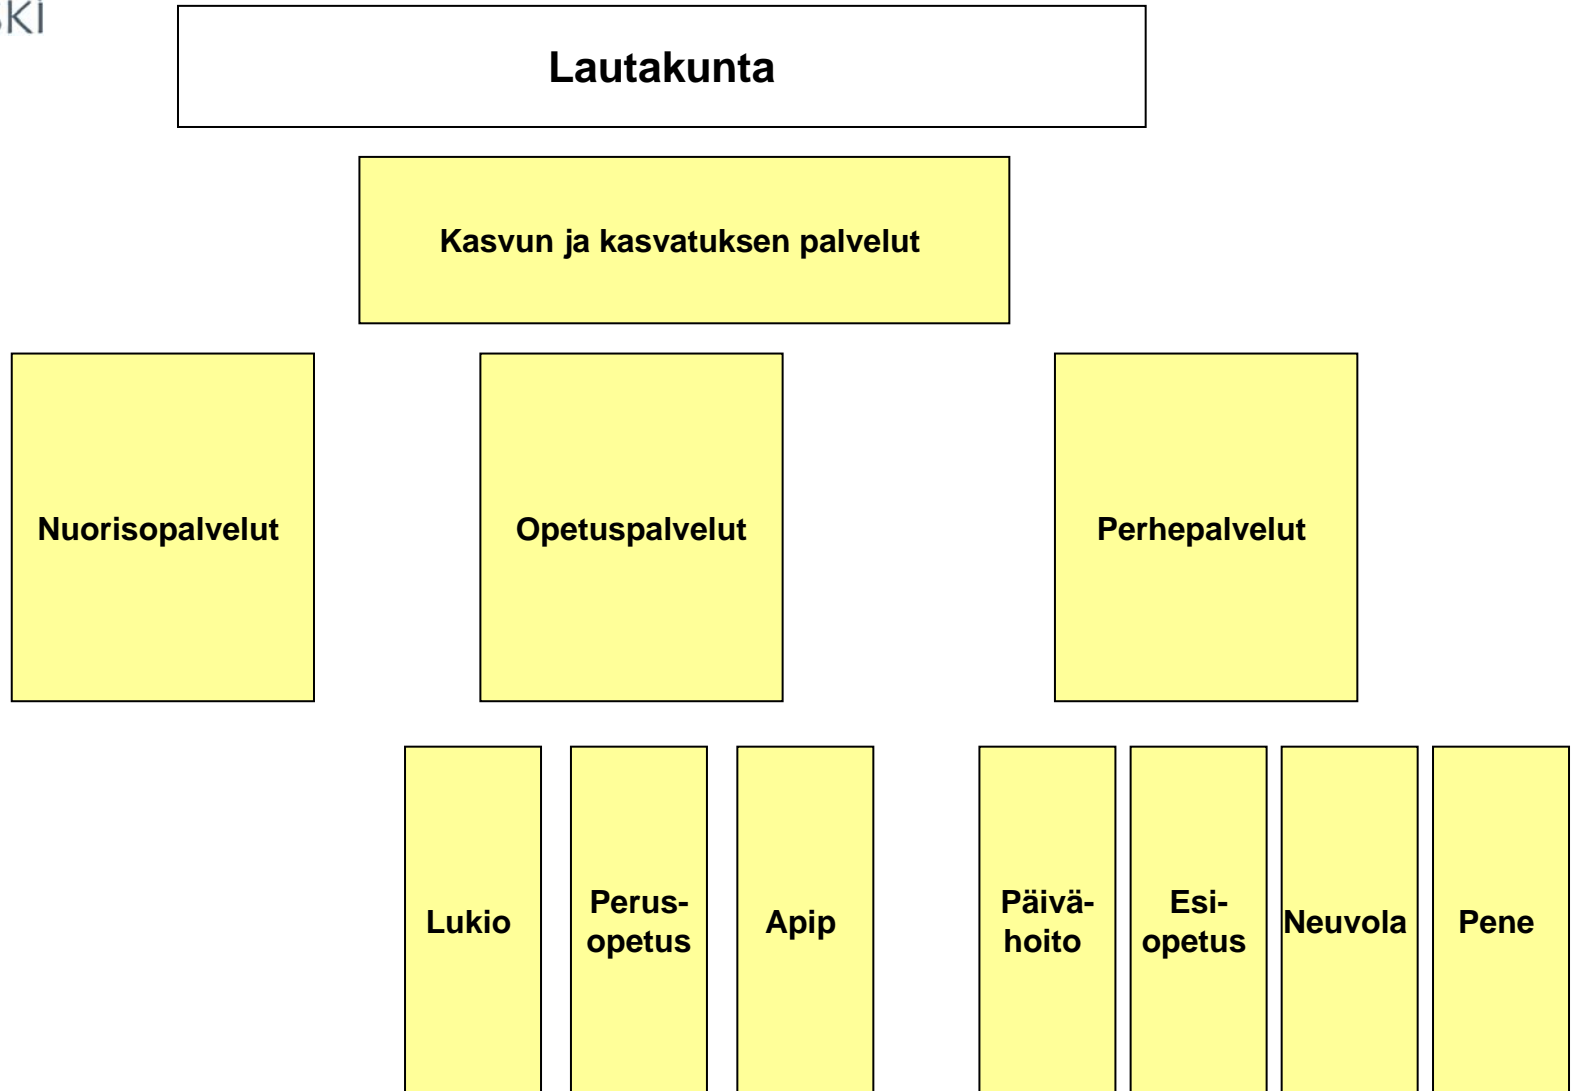 Lautakunta
Kasvun ja kasvatuksen palvelut
Nuorisopalvelut
Opetuspalvelut
Perhepalvelut
Lukio
Perus-
opetus
Apip
Päivä-
hoito
Esi-
opetus
Neuvola
Pene